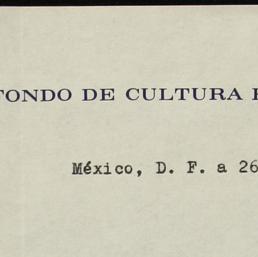 FONDO DE CULTURA
México, D. F. a 26